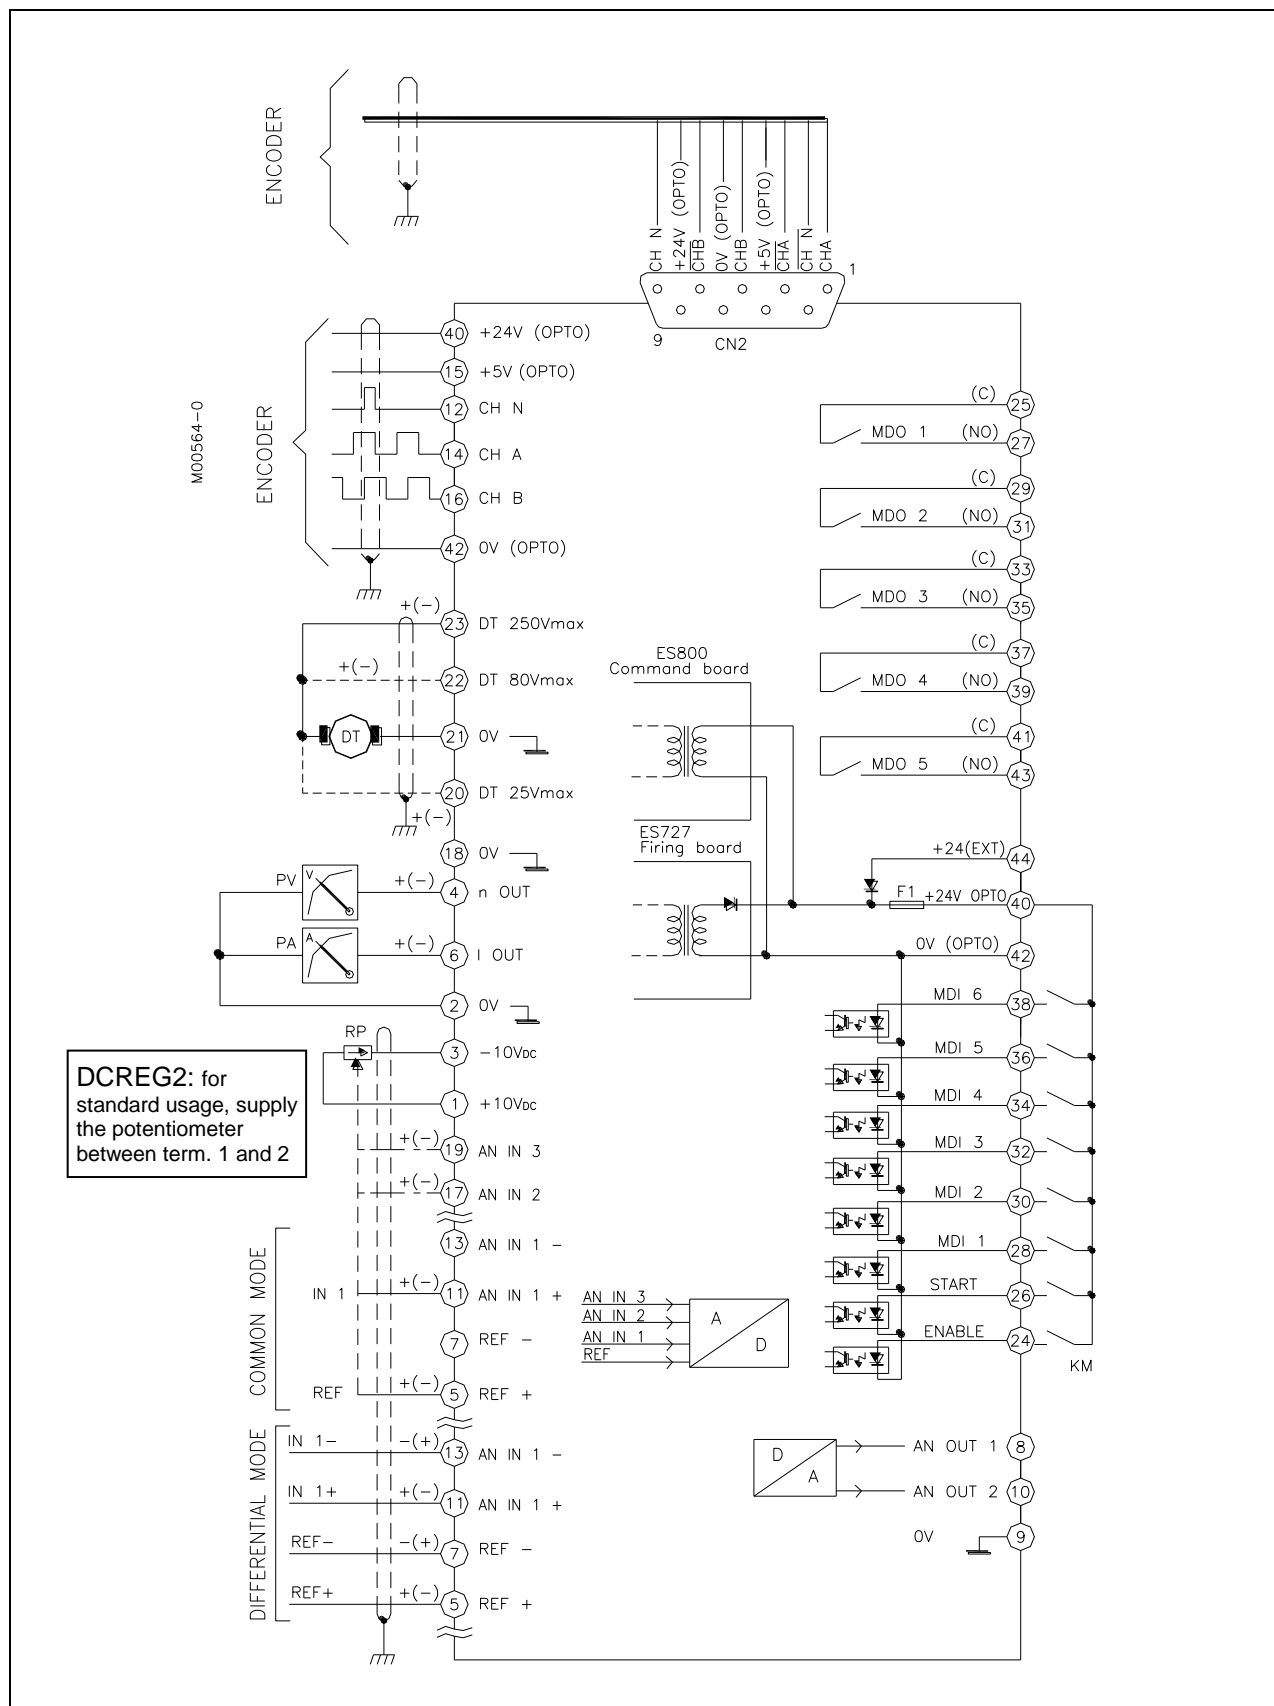 ENCODER
CH N
+24V (OPTO)
CHB
0V (OPTO)
CHB
+5V (OPTO)
CHA
CH N
CHA
1
9
CN2
M00564-0
ENCODER
40 +24V (OPTO)
15 +5V (OPTO)
12 CH N
14 CH A
16 CH B
42 0V (OPTO)
+(-)
23 DT 250Vmax
+(-)
22 DT 80Vmax
DT
21 0V
20 DT 25Vmax
+(-)
18 0V
PV V +(-) 4 n OUT
PA A +(-) 6 I OUT
2 0V
RP
3 -10VDC
1 +10VDC
DCREG2: for
standard usage, supply
the potentiometer
between term. 1 and 2
+(-) 19 AN IN 3
+(-) 17 AN IN 2
COMMON MODE
13 AN IN 1 -
IN 1 +(-) 11 AN IN 1 +
7 REF -
REF +(-) 5 REF +
DIFFERENTIAL MODE
IN 1- -(+) 13 AN IN 1 -
IN 1+ +(-) 11 AN IN 1 +
REF- -(+) 7 REF -
REF+ +(-) 5 REF +
ES800
Command board
ES727
Firing board
AN IN 3
AN IN 2
AN IN 1
REF
A
D
(C) 25
MDO 1 (NO) 27
(C) 29
MDO 2 (NO) 31
(C) 33
MDO 3 (NO) 35
(C) 37
MDO 4 (NO) 39
(C) 41
MDO 5 (NO) 43
+24(EXT) 44
F1 +24V OPTO 40
0V (OPTO) 42
MDI 6 38
MDI 5 36
MDI 4 34
MDI 3 32
MDI 2 30
MDI 1 28
START 26
ENABLE 24
KM
D
A
AN OUT 1 8
AN OUT 2 10
0V 9